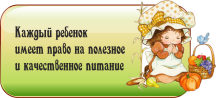 Каждый ребенок
имеет право на полезное
и качественное питание